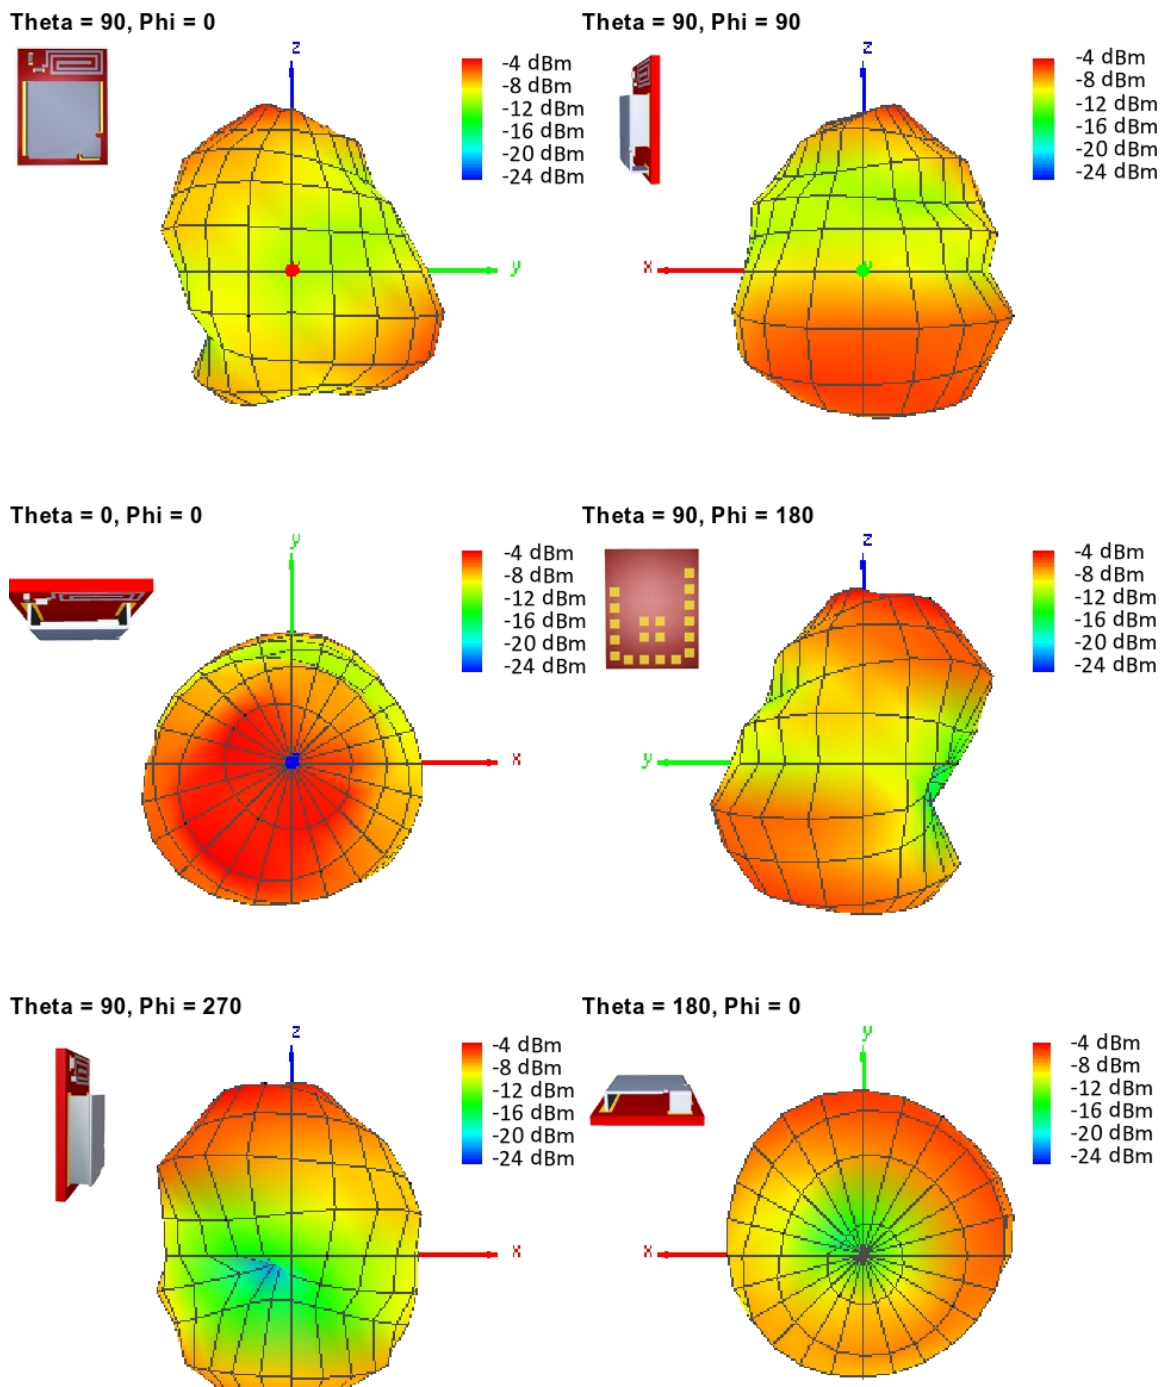 Theta = 90, Phi = 0
z
y
-4 dBm
-8 dBm
-12 dBm
-16 dBm
-20 dBm
-24 dBm
Theta = 90, Phi = 90
z
x
-4 dBm
-8 dBm
-12 dBm
-16 dBm
-20 dBm
-24 dBm
Theta = 0, Phi = 0
y
x
-4 dBm
-8 dBm
-12 dBm
-16 dBm
-20 dBm
-24 dBm
Theta = 90, Phi = 180
z
y
-4 dBm
-8 dBm
-12 dBm
-16 dBm
-20 dBm
-24 dBm
Theta = 90, Phi = 270
z
x
-4 dBm
-8 dBm
-12 dBm
-16 dBm
-20 dBm
-24 dBm
Theta = 180, Phi = 0
y
x
-4 dBm
-8 dBm
-12 dBm
-16 dBm
-20 dBm
-24 dBm